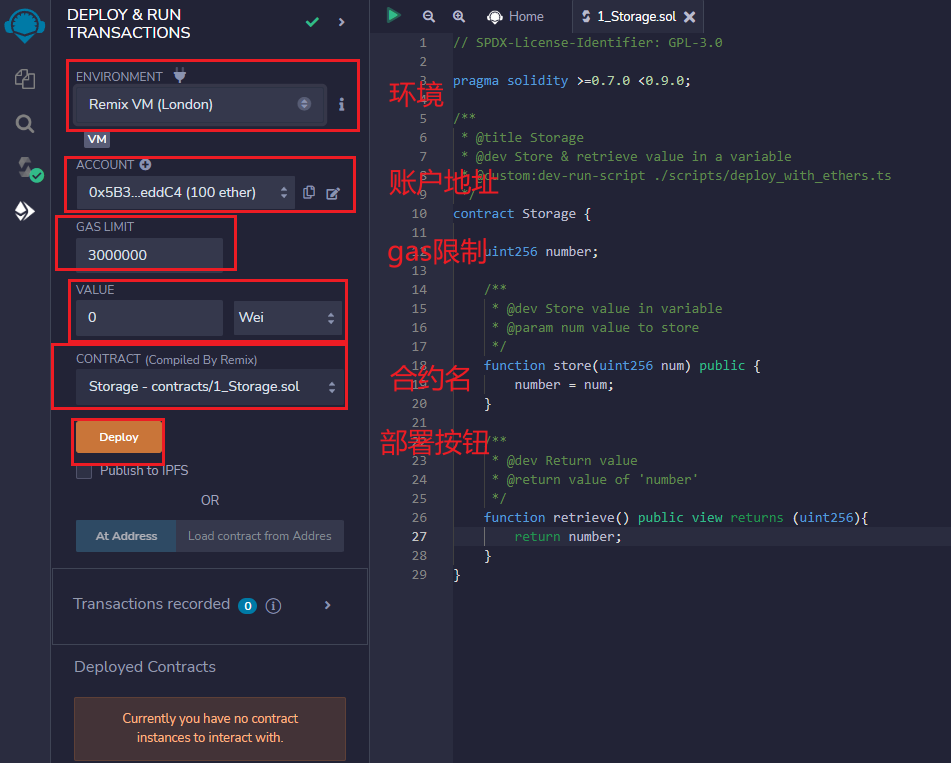 DEPLOY & RUN
TRANSACTIONS
ENVIRONMENT
Remix VM (London)
VM
ACCOUNT
0x5B3...eddC4 (100 ether)
GAS LIMIT
3000000
VALUE
0
Wei
CONTRACT (Compiled By Remix)
Storage - contracts/1_Storage.sol
Deploy
Publish to IPFS
OR
At Address
Load contract from Addres
Transactions recorded 0 i
Deployed Contracts
Currently you have no contract
instances to interact with.
环境
账户地址
gas限制
合约名
部署按钮
Home
1_Storage.sol
1 // SPDX-License-Identifier: GPL-3.0
2
3 pragma solidity >=0.7.0 <0.9.0;
5 /**
6 * @title Storage
7 * @dev Store & retrieve value in a variable
* @custom:dev-run-script ./scripts/deploy_with_ethers.ts
9 */
10 contract Storage {
11
12 uint256 number;
13
14 /**
15 * @dev Store value in variable
16 * @param num value to store
17 */
18 function store(uint256 num) public {
19 number = num;
20 }
21
22 /**
23 * @dev Return value
24 * @return value of 'number'
25 */
26 function retrieve() public view returns (uint256){
27 return number;
28 }
29 }